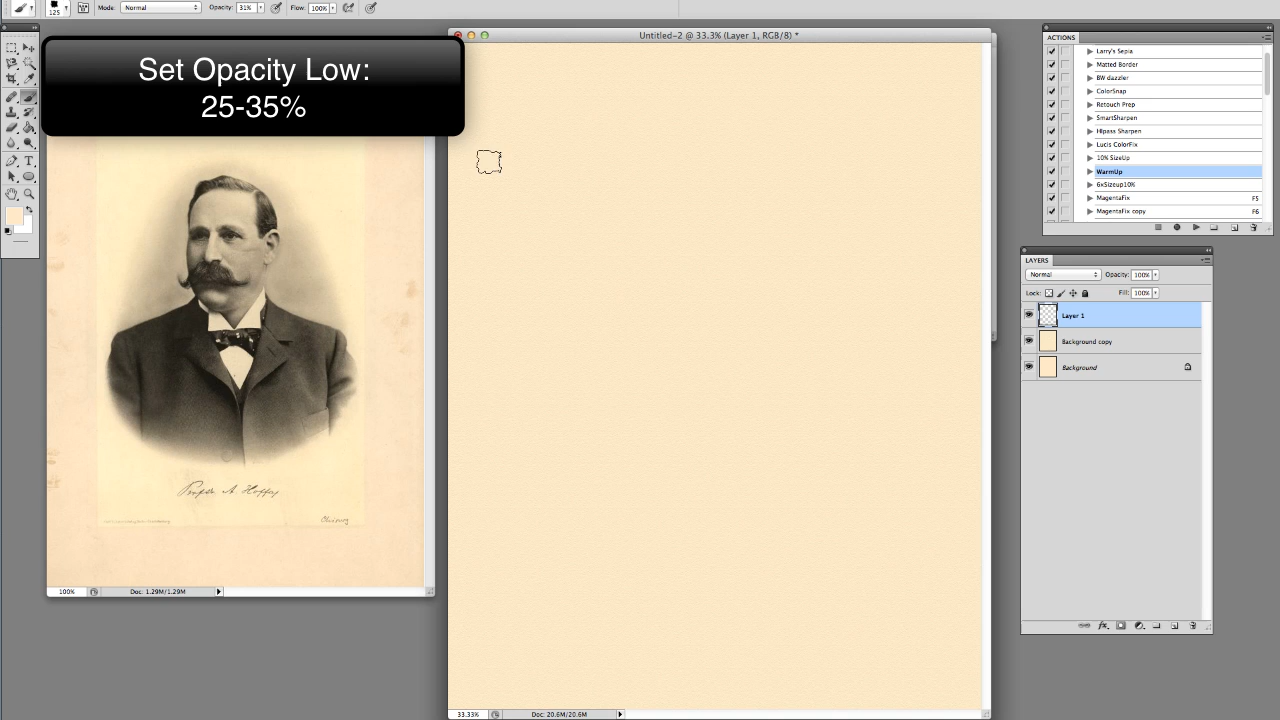 125
Mode: Normal
Opacity: 31%
Flow: 100%
Set Opacity Low:
25-35%
Untitled-2 @ 33.3% (Layer 1, RGB/8) *
100%
Doc: 1.29M/1.29M
33.33%
Doc: 20.6M/20.6M
ACTIONS
Larry's Sepia
Matted Border
BW dazzler
ColorSnap
Retouch Prep
SmartSharpen
HIpass Sharpen
Lucis ColorFix
10% SizeUp
WarmUp
6xSizeup10%
MagentaFix F5
MagentaFix copy F6
LAYERS
Normal
Opacity: 100%
Lock:
Fill: 100%
Layer 1
Background copy
Background